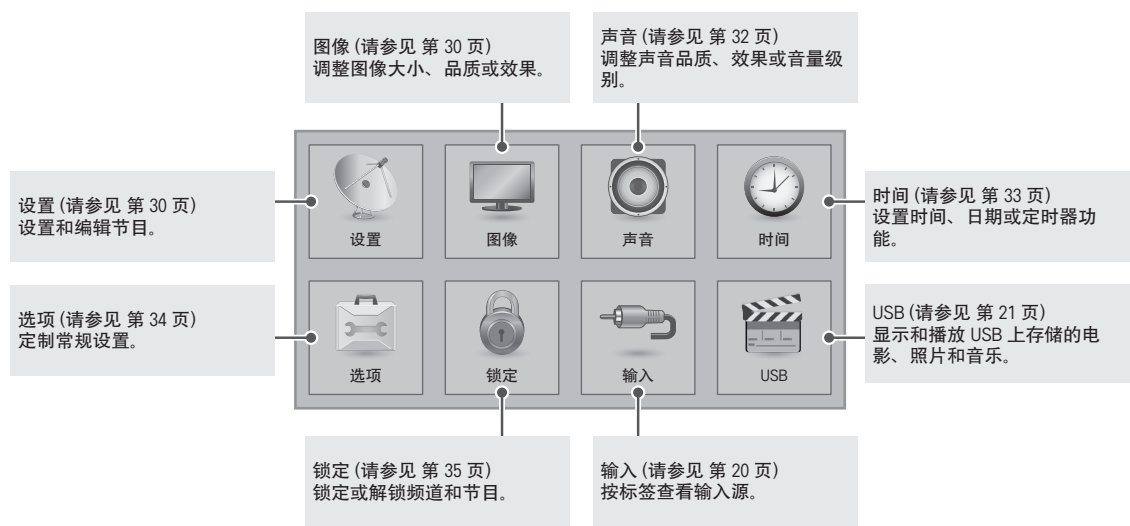 图像 (请参见 第 30 页)
调整图像大小、品质或效果。
声音 (请参见 第 32 页)
调整声音品质、效果或音量级
别。
设置 (请参见 第 30 页)
设置和编辑节目。
时间 (请参见 第 33 页)
设置时间、日期或定时器功
能。
设置
图像
声音
时间
选项 (请参见 第 34 页)
定制常规设置。
USB (请参见 第 21 页)
显示和播放 USB 上存储的电
影、照片和音乐。
选项
锁定
输入
USB
锁定 (请参见 第 35 页)
锁定或解锁频道和节目。
输入 (请参见 第 20 页)
按标签查看输入源。